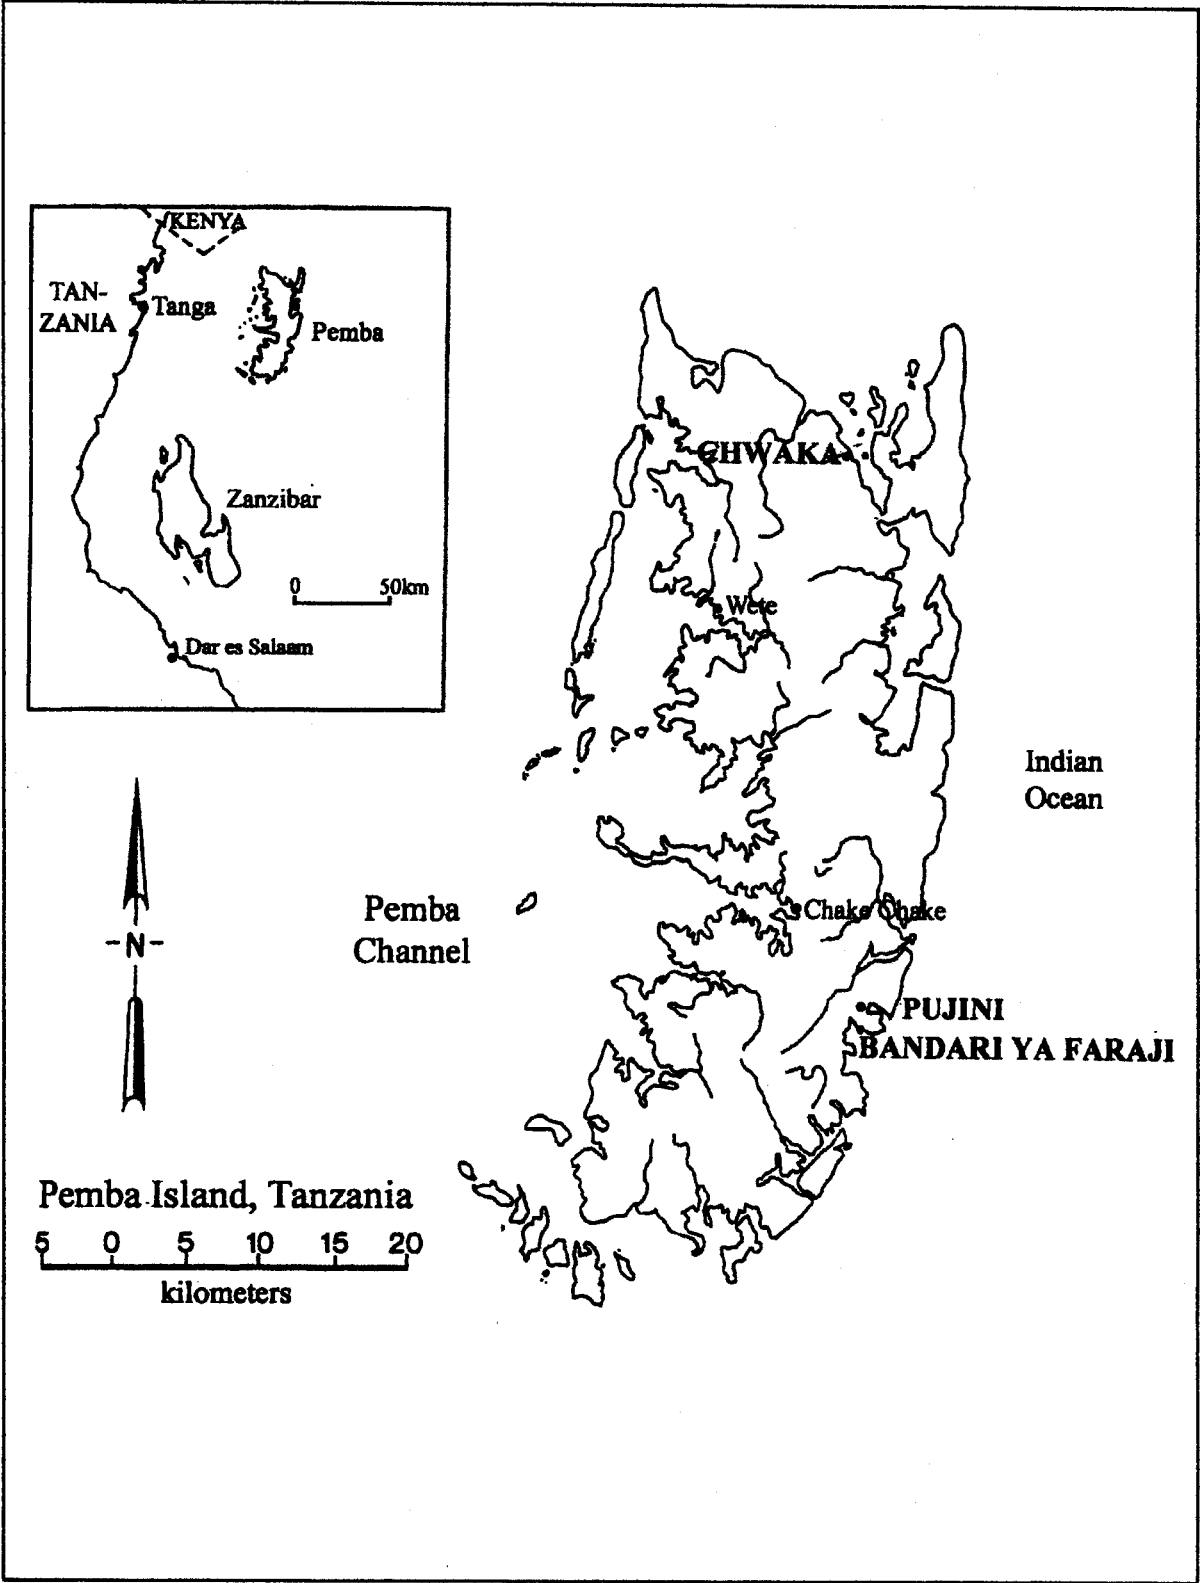 KENYA
TAN-
ZANIA
Tanga
Pemba
Zanzibar
0 50km
Dar es Salaam
CHWAKA
Wete
Indian
Ocean
Pemba
Channel
Chake Chake
-N-
PUJINI
BANDARI YA FARAJI
Pemba Island, Tanzania
5 0 5 10 15 20
kilometers